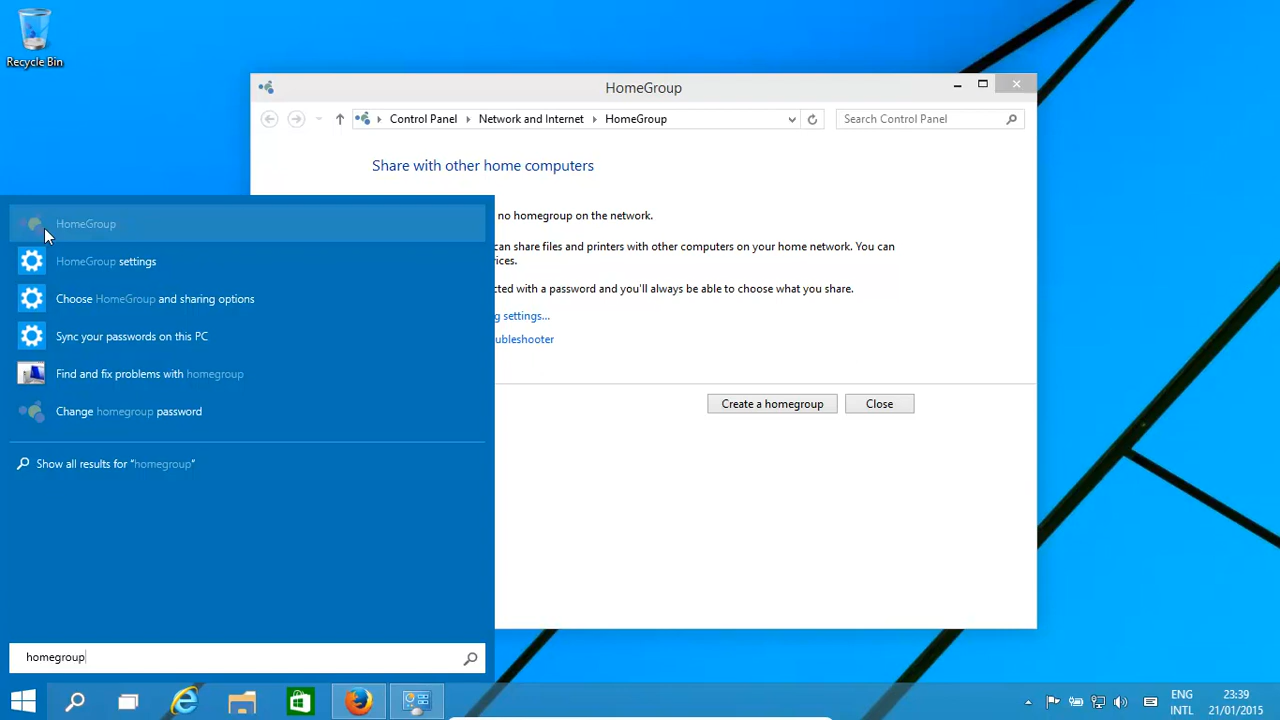 Recycle Bin
HomeGroup
Control Panel
Network and Internet
HomeGroup
Search Control Panel
Share with other home computers
no homegroup on the network.
can share files and printers with other computers on your home network. You can
ices.
cted with a password and you'll always be able to choose what you share.
g settings...
ubleshooter
Create a homegroup
Close
HomeGroup
HomeGroup settings
Choose HomeGroup and sharing options
Sync your passwords on this PC
Find and fix problems with homegroup
Change homegroup password
Show all results for "homegroup"
homegroup
ENG
INTL
23:39
21/01/2015